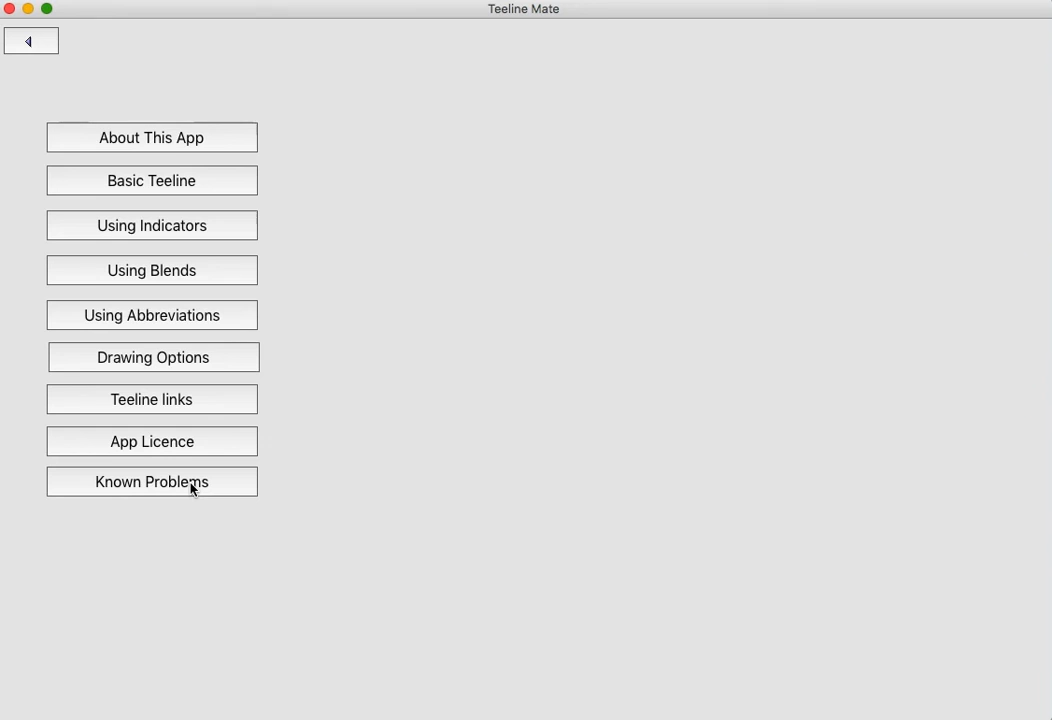 Teeline Mate
About This App
Basic Teeline
Using Indicators
Using Blends
Using Abbreviations
Drawing Options
Teeline links
App Licence
Known Problems